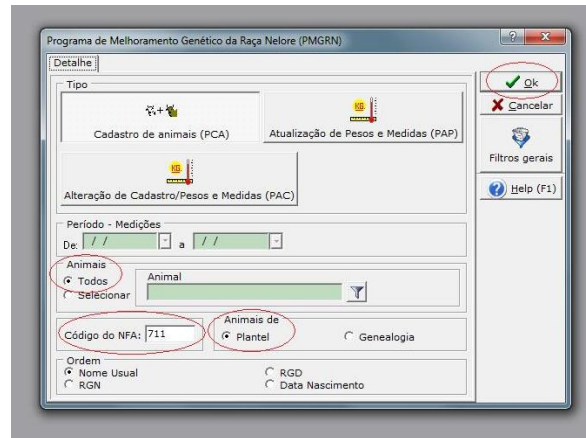 Programa de Melhoramento Genético da Raça Nelore (PMGRN)
Detalhe
Tipo
Cadastro de animais (PCA)
KG.
Atualização de Pesos e Medidas (PAP)
KG.
Alteração de Cadastro/Pesos e Medidas (PAC)
Período - Medições
De: / / a / /
Animais
Todos
Selecionar
Animal
Código do NFA: 711
Animais de
Plantel
Genealogia
Ordem
Nome Usual
RGD
RGN
Data Nascimento
Ok
Cancelar
Filtros gerais
Help (F1)